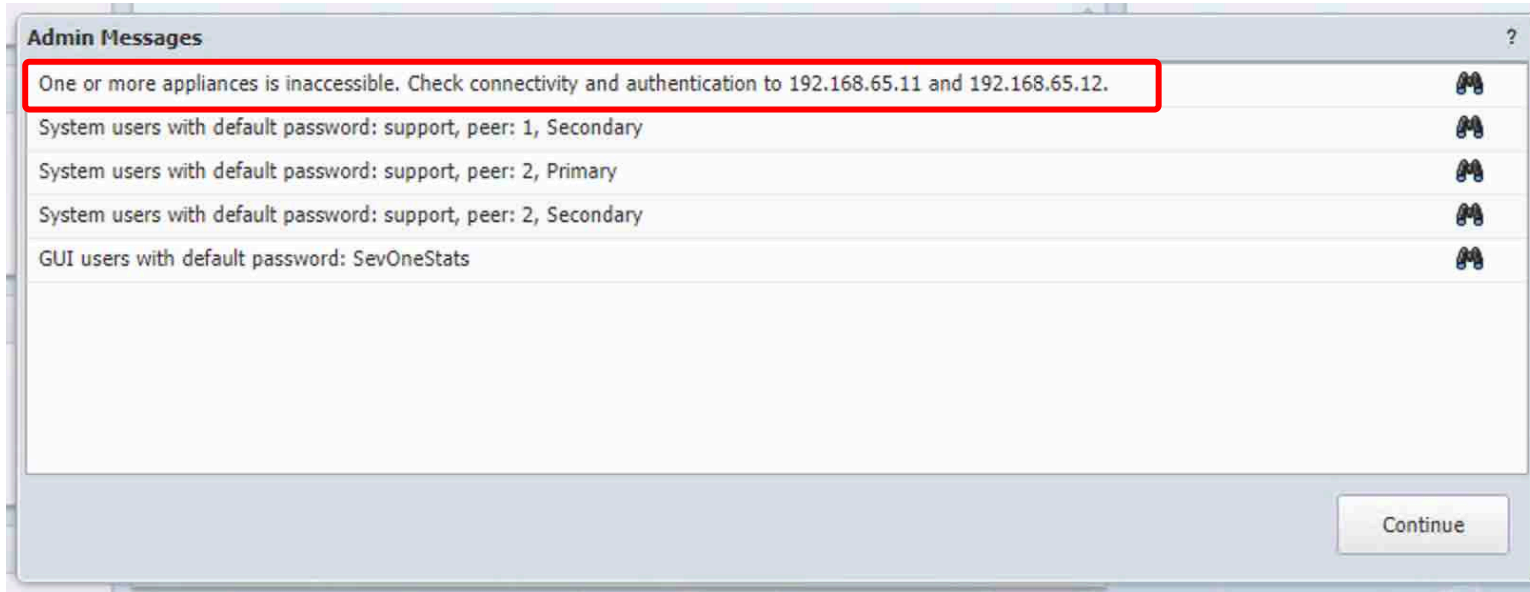 Admin Messages
?
One or more appliances is inaccessible. Check connectivity and authentication to 192.168.65.11 and 192.168.65.12.
System users with default password: support, peer: 1, Secondary
System users with default password: support, peer: 2, Primary
System users with default password: support, peer: 2, Secondary
GUI users with default password: SevOneStats
Continue